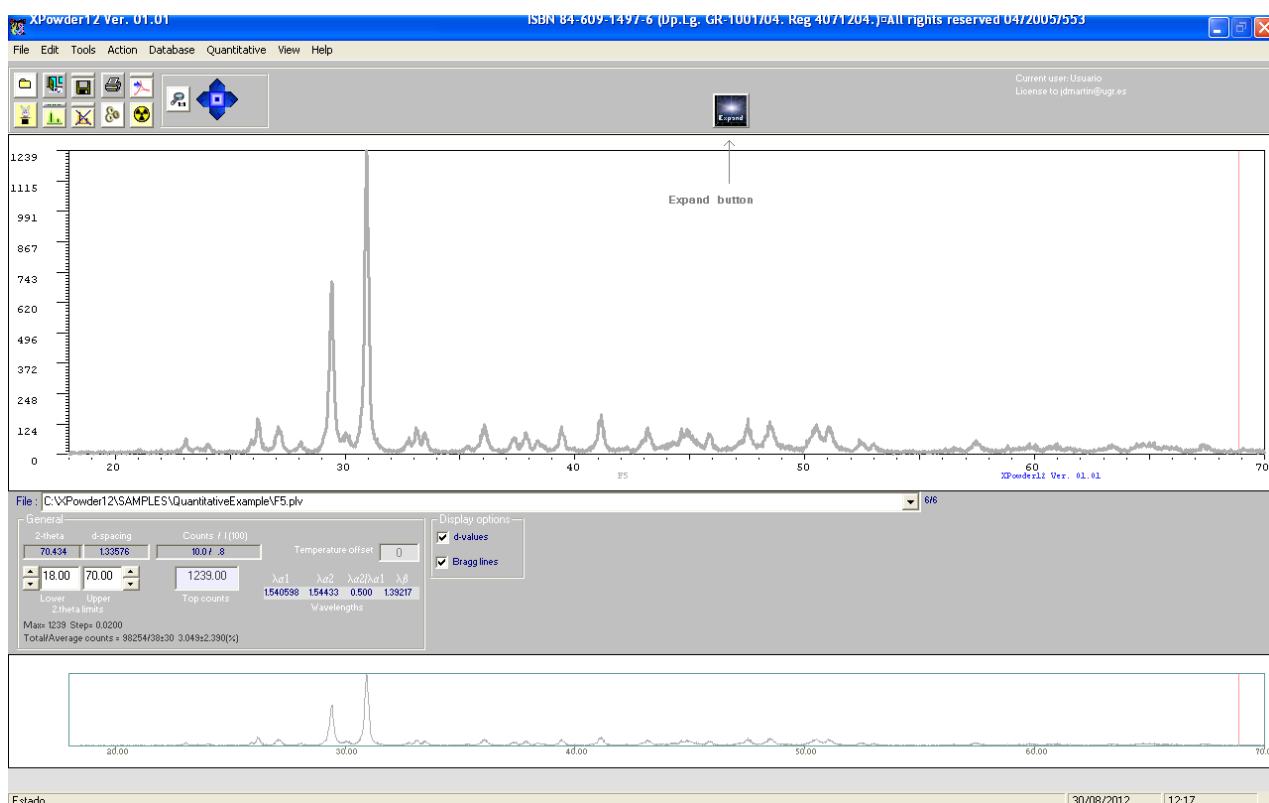 XPowder12 Ver. 01.01
ISBN 84-609-1497-6 (Dp.Lg. GR-1001/04. Reg 4071204.)=All rights reserved 04/2005/553
File Edit Tools Action Database Quantitative View Help
Current user: Usuario
License to jdmartin@ugr.es
Expand
Expand button
1239
1115
991
867
743
620
496
372
248
124
0
20 30 40 50 60 70
F5
XPowder12 Ver. 01.01
File : C:\XPowder12\SAMPLES\QuantitativeExample\F5.plv 6/6
General
2-theta d-spacing Counts / I(100)
70.434 1.33576 10.0 / .8
Temperature offset 0
18.00 70.00 1239.00
Lower Upper Top counts
2.theta limits
λα1 λα2 λα2/λα1 λβ
1.540598 1.54433 0.500 1.39217
Wavelengths
Max= 1239 Step= 0.0200
Total/Average counts = 98254/38±30 3.049±2.390(%)
Display options
d-values
Bragg lines
20.00 30.00 40.00 50.00 60.00 70.0
Estado 30/08/2012 12:17